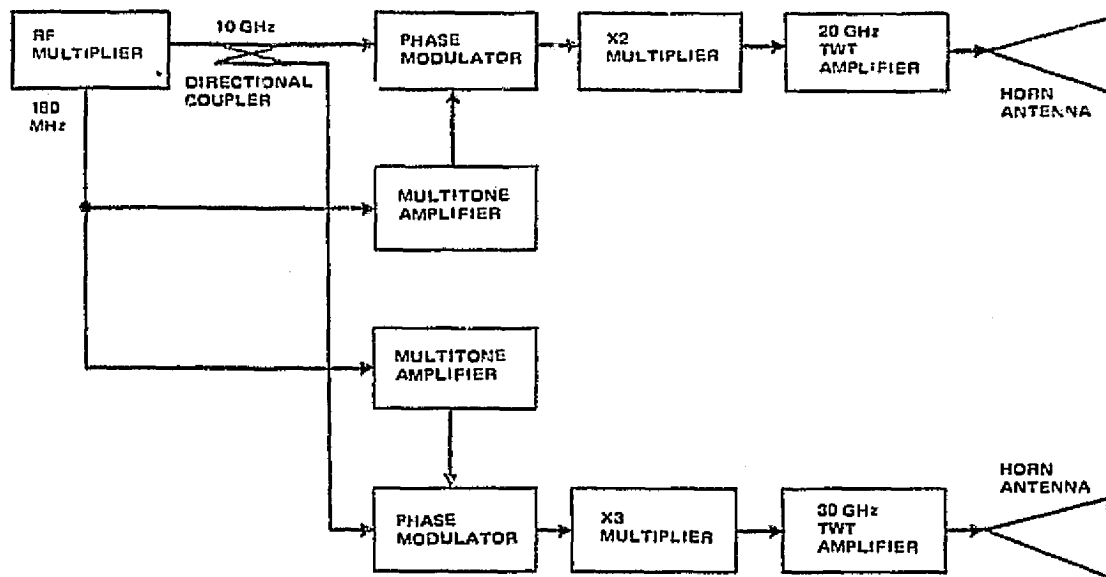 RF
MULTIPLIER
10 GHz
DIRECTIONAL
COUPLER
180
MHz
PHASE
MODULATOR
X2
MULTIPLIER
20 GHz
TWT
AMPLIFIER
HORN
ANTENNA
MULTITONE
AMPLIFIER
MULTITONE
AMPLIFIER
PHASE
MODULATOR
X3
MULTIPLIER
30 GHz
TWT
AMPLIFIER
HORN
ANTENNA